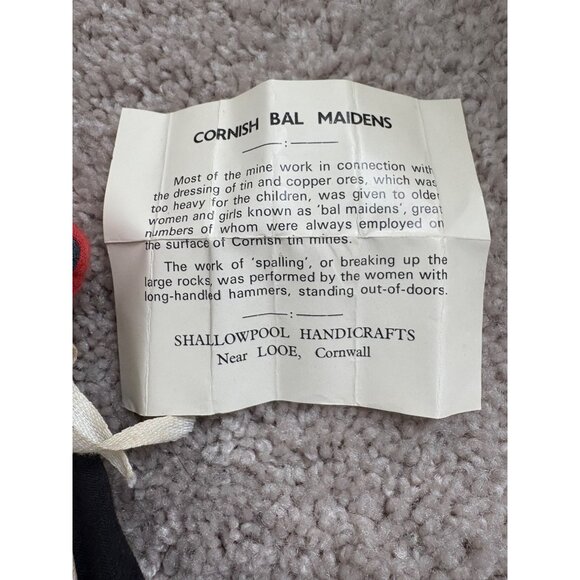 CORNISH BAL MAIDENS
Most of the mine work in connection with
the dressing of tin and copper ores, which was
too heavy for the children, was given to older
women and girls known as 'bal maidens', great
numbers of whom were always employed on
the surface of Cornish tin mines.
The work of 'spalling', or breaking up the
large rocks, was performed by the women with
long-handled hammers, standing out-of-doors.
SHALLOWPOOL HANDICRAFTS
Near LOOE, Cornwall